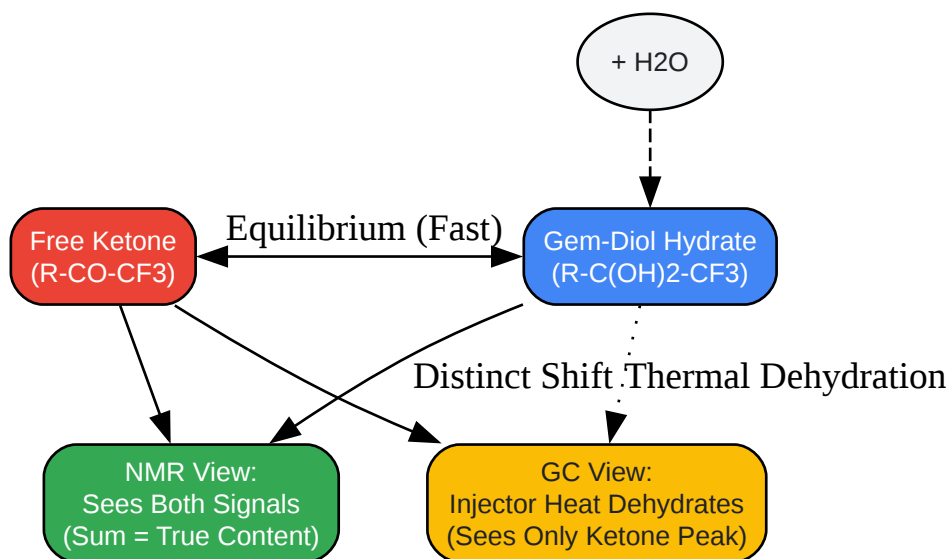 + H2O
Equilibrium (Fast)
Free Ketone
(R-CO-CF3)
Gem-Diol Hydrate
(R-C(OH)2-CF3)
Distinct Shift
Thermal Dehydration
NMR View:
Sees Both Signals
(Sum = True Content)
GC View:
Injector Heat Dehydrates
(Sees Only Ketone Peak)